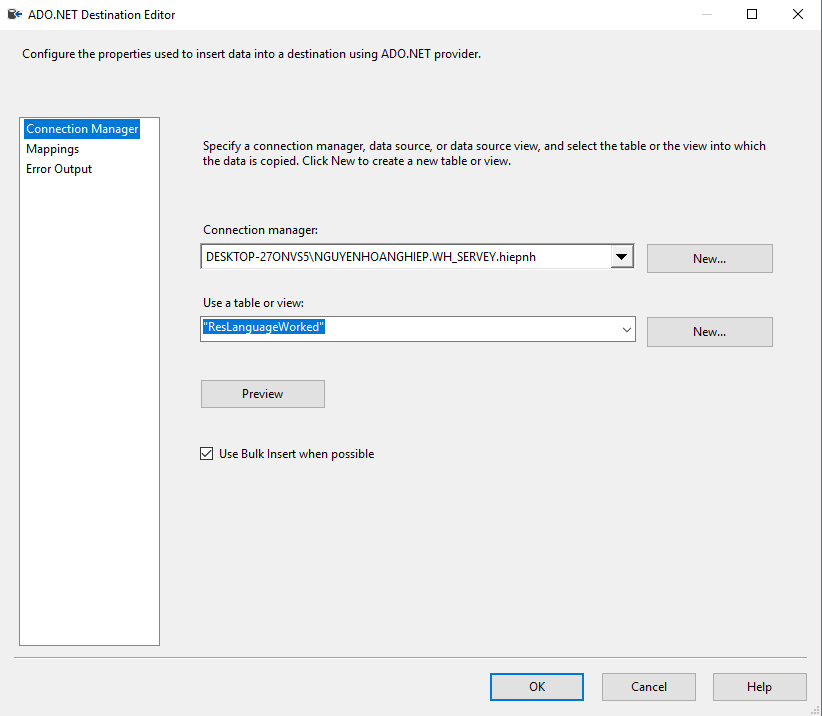 ADO.NET Destination Editor
Configure the properties used to insert data into a destination using ADO.NET provider.
Connection Manager
Mappings
Error Output
Specify a connection manager, data source, or data source view, and select the table or the view into which
the data is copied. Click New to create a new table or view.
Connection manager:
DESKTOP-27ONVS5\NGUYENHOANGHIEP.WH_SERVEY.hiepnh
New...
Use a table or view:
"ResLanguageWorked"
New...
Preview
Use Bulk Insert when possible
OK
Cancel
Help